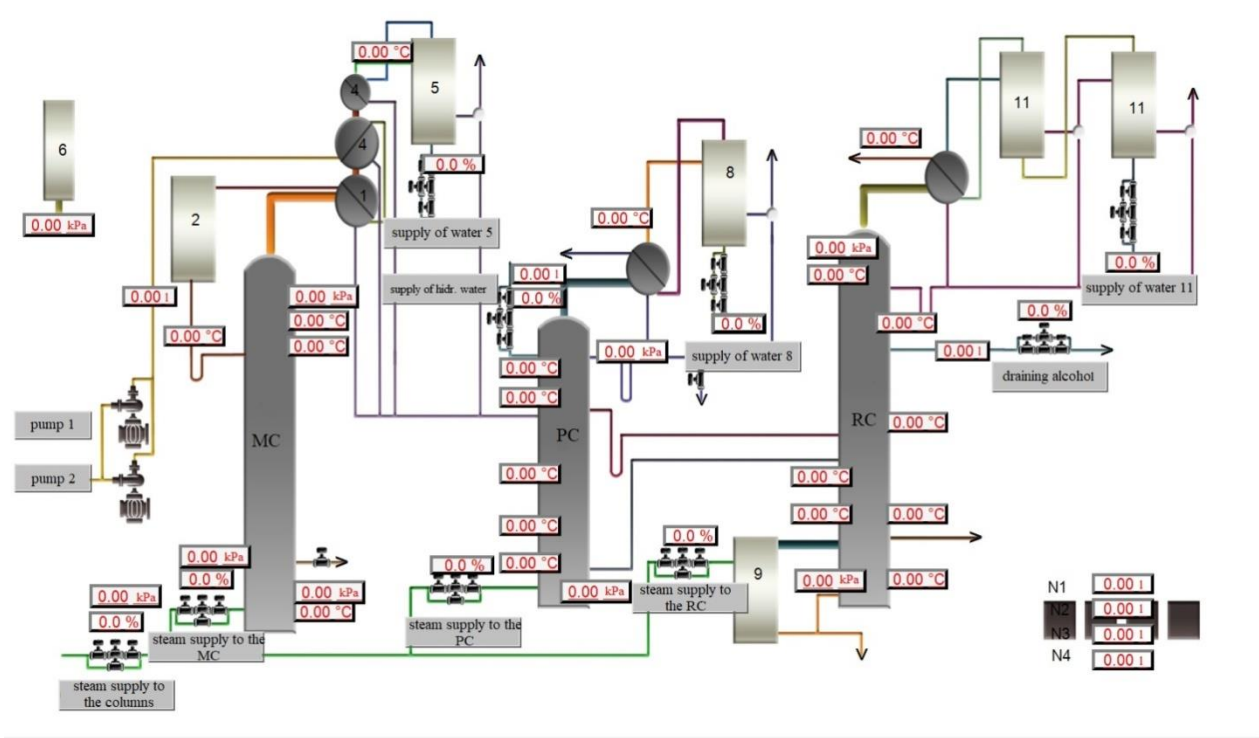 0.00 °C
4
5
4
0.0 %
1
supply of water 5
6
0.00 kPa
2
0.00 l
0.00 °C
0.00 kPa
0.00 °C
0.00 °C
supply of hidr. water
0.00 l
0.0 %
0.00 °C
8
0.0 %
0.00 kPa
supply of water 8
0.00 °C
11
11
0.00 kPa
0.00 °C
0.0 %
supply of water 11
0.00 °C
0.0 %
0.00 l
draining alcohol
pump 1
pump 2
MC
0.00 °C
0.00 °C
PC
0.00 °C
0.00 °C
0.00 °C
RC
0.00 °C
0.00 °C
0.00 °C
0.00 °C
0.00 kPa
0.00 °C
0.00 kPa
0.0 %
0.00 kPa
0.00 °C
0.00 kPa
0.0 %
steam supply to the
MC
steam supply to
the columns
0.0 %
steam supply to the
PC
0.00 kPa
0.0 %
steam supply to
the RC
9
N1 0.00 l
N2 0.00 l
N3 0.00 l
N4 0.00 l